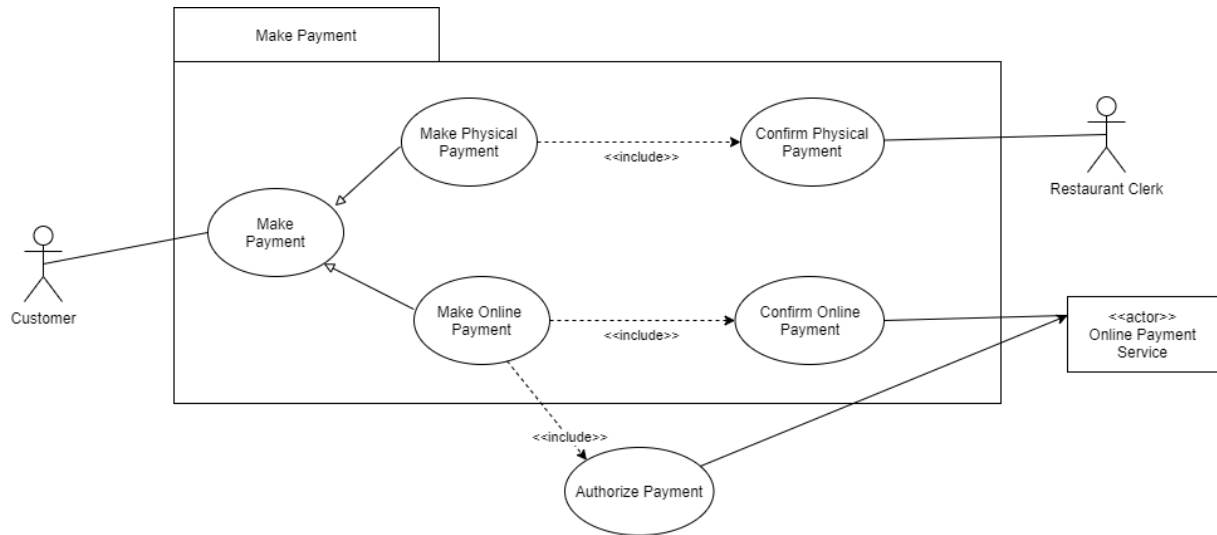 Make Payment
Make Physical
Payment
<<include>>
Confirm Physical
Payment
Restaurant Clerk
Make
Payment
Customer
Make Online
Payment
<<include>>
Confirm Online
Payment
<<actor>>
Online Payment
Service
<<include>>
Authorize Payment